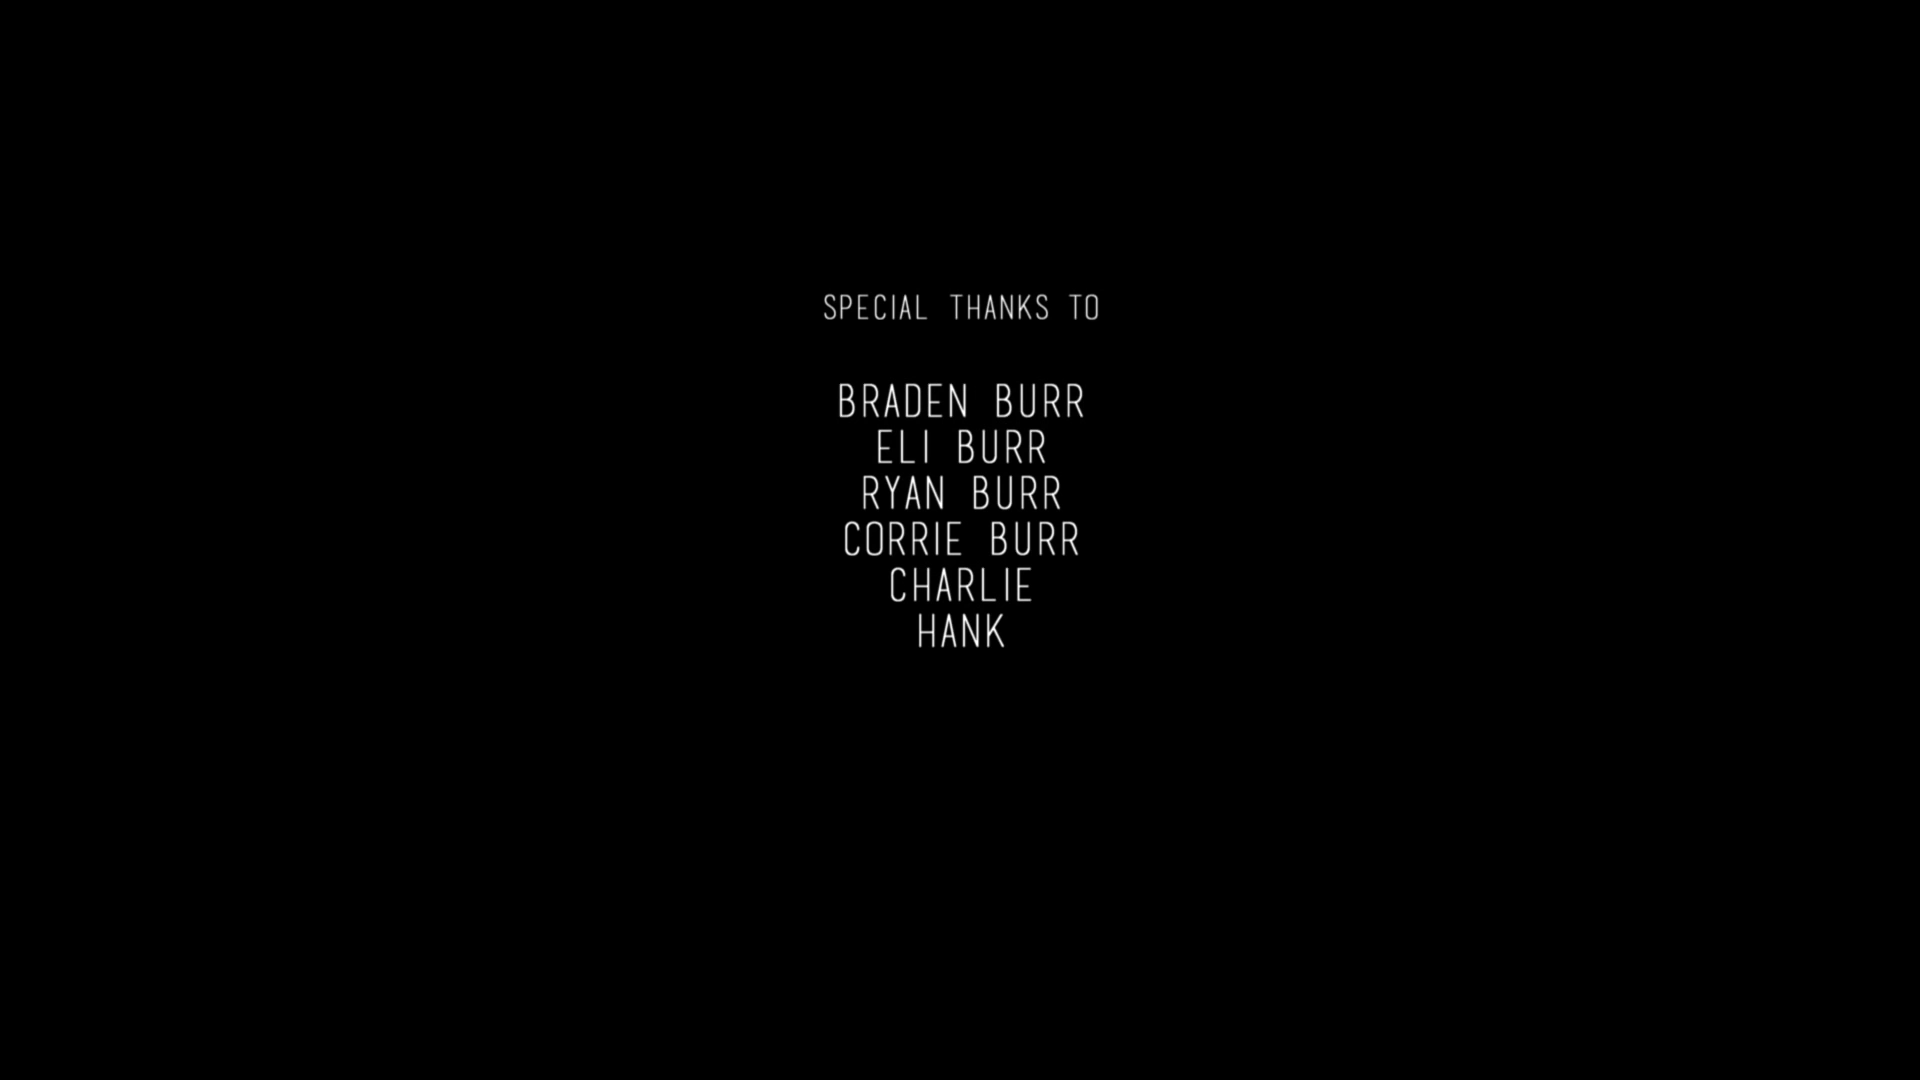 SPECIAL THANKS TO
BRADEN BURR
ELI BURR
RYAN BURR
CORRIE BURR
CHARLIE
HANK